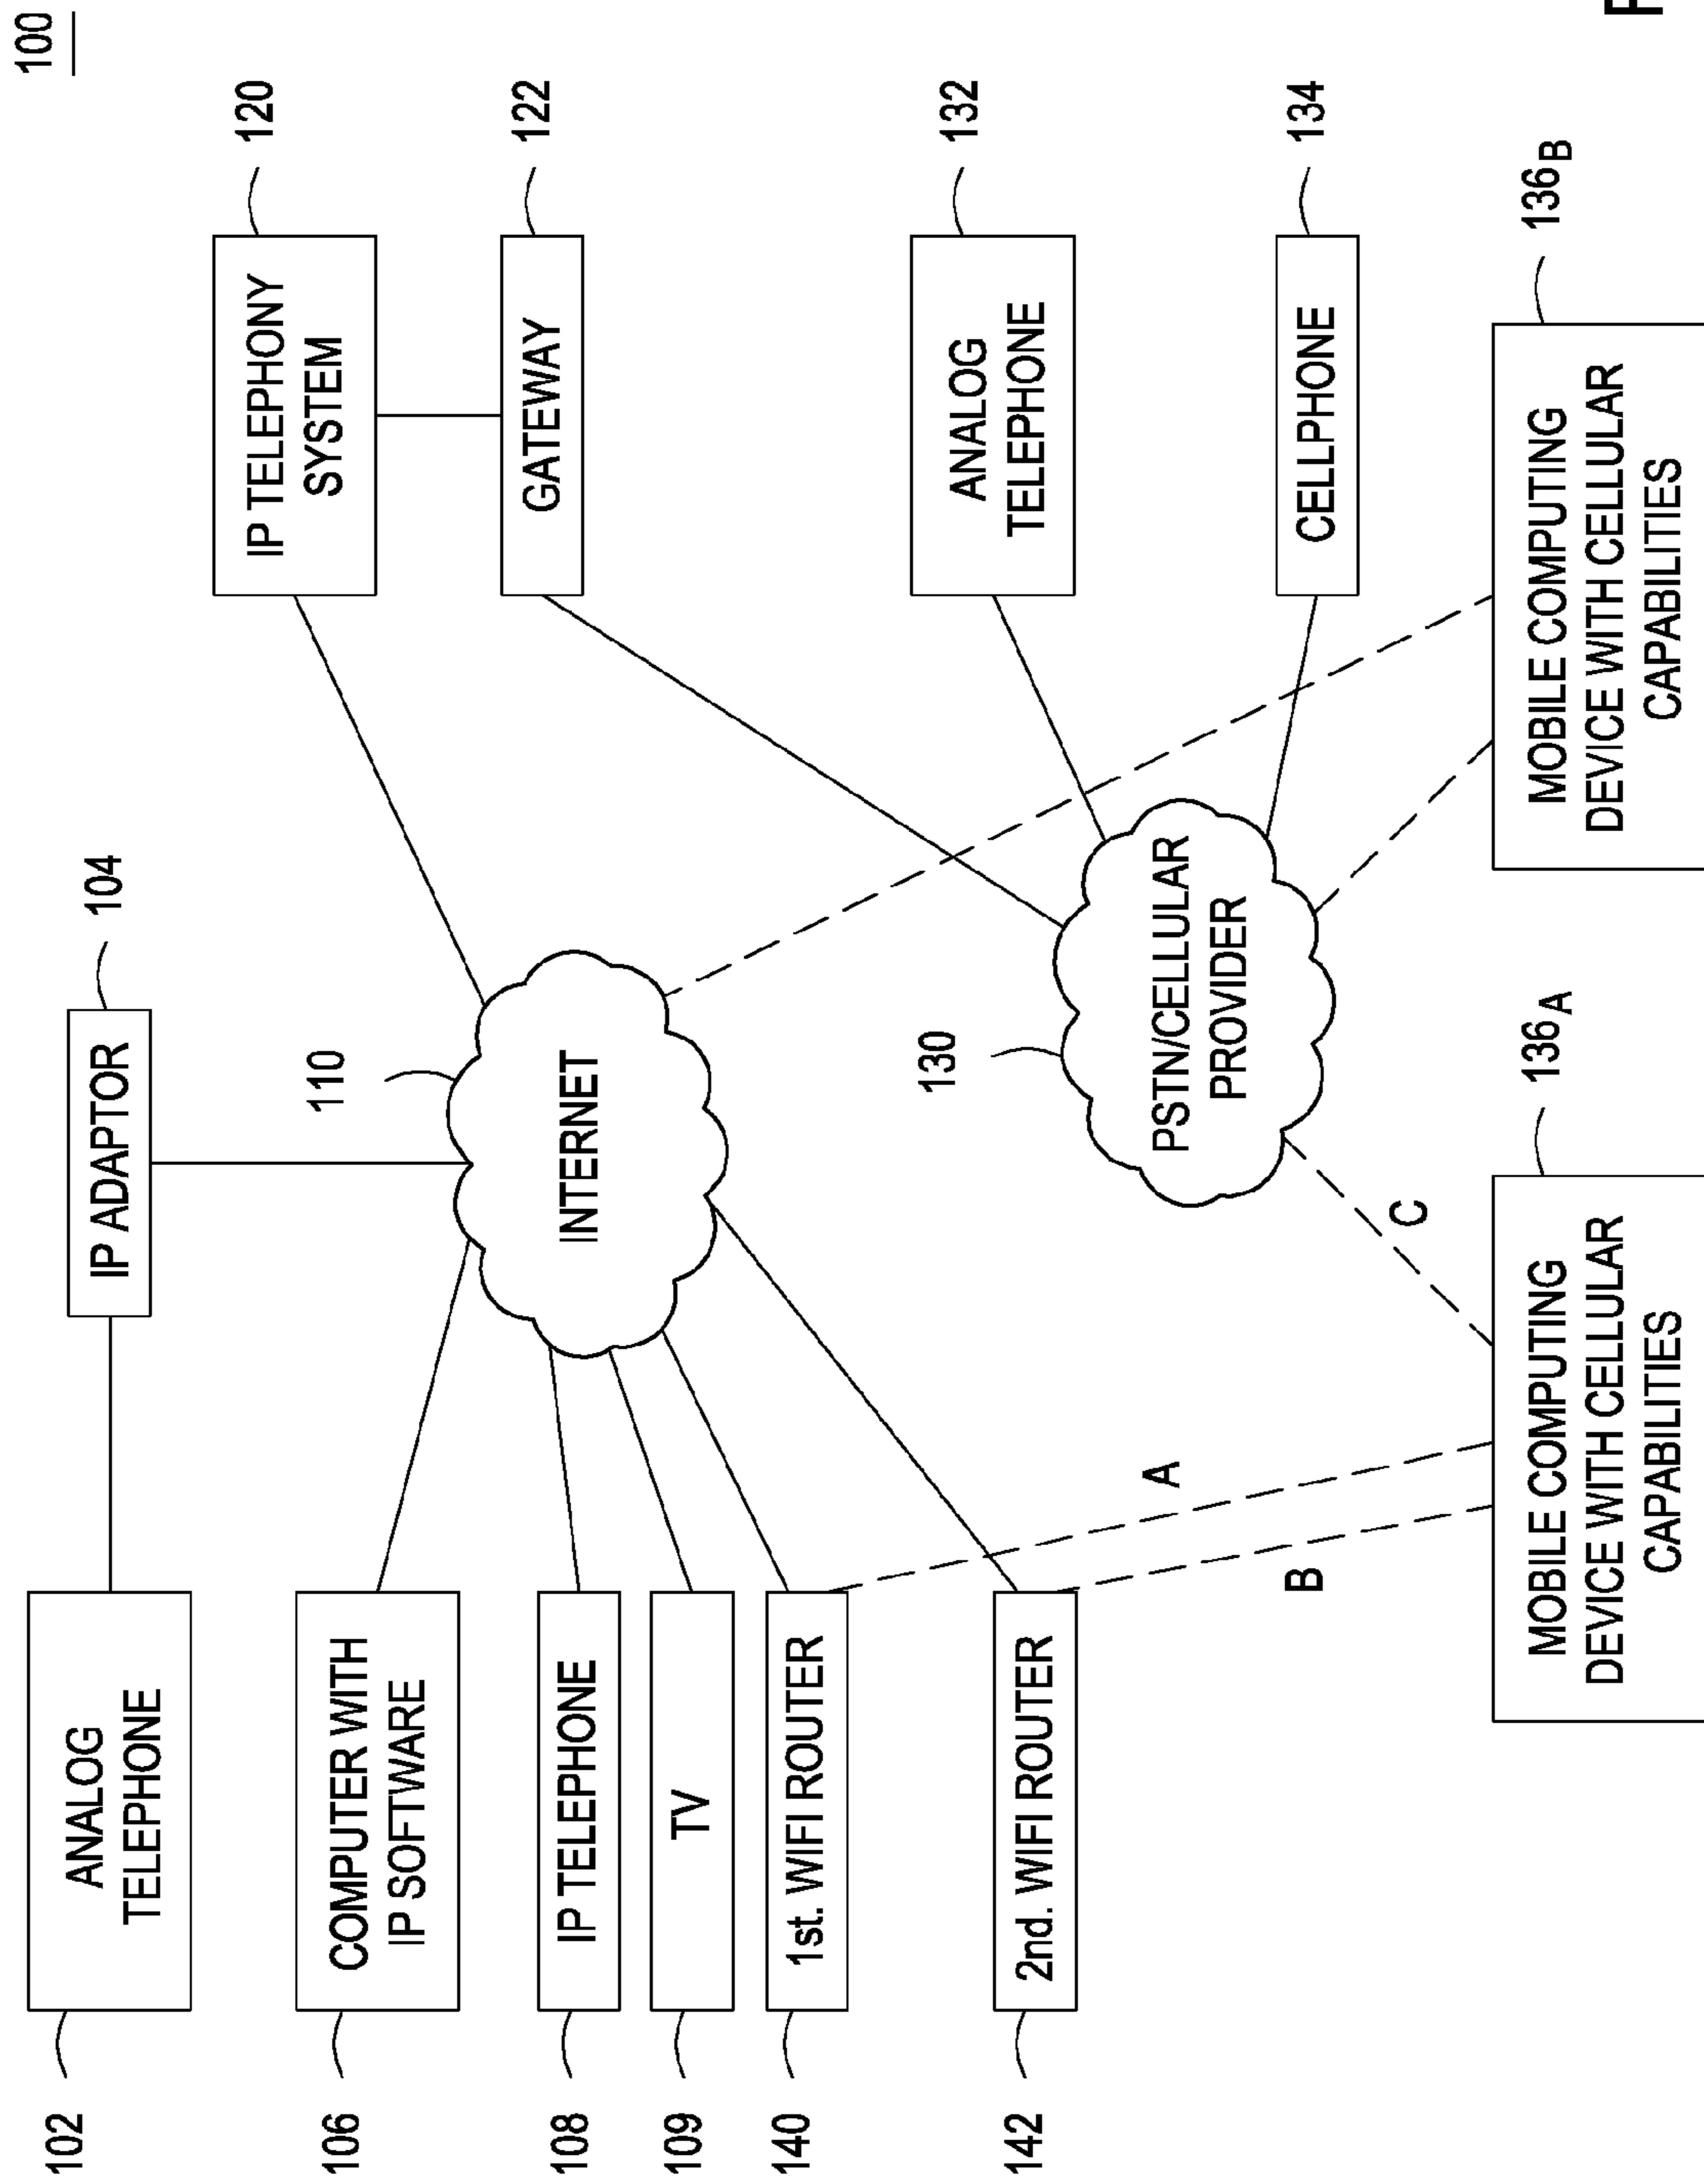 100
ANALOG
TELEPHONE
102
IP ADAPTOR
104
COMPUTER WITH
IP SOFTWARE
106
IP TELEPHONE
108
TV
109
1st. WIFI ROUTER
140
2nd. WIFI ROUTER
142
110
INTERNET
IP TELEPHONY
SYSTEM
120
GATEWAY
122
130
PSTN/CELLULAR
PROVIDER
ANALOG
TELEPHONE
132
CELLPHONE
134
A
B
C
MOBILE COMPUTING
DEVICE WITH CELLULAR
CAPABILITIES
136A
MOBILE COMPUTING
DEVICE WITH CELLULAR
CAPABILITIES
136B